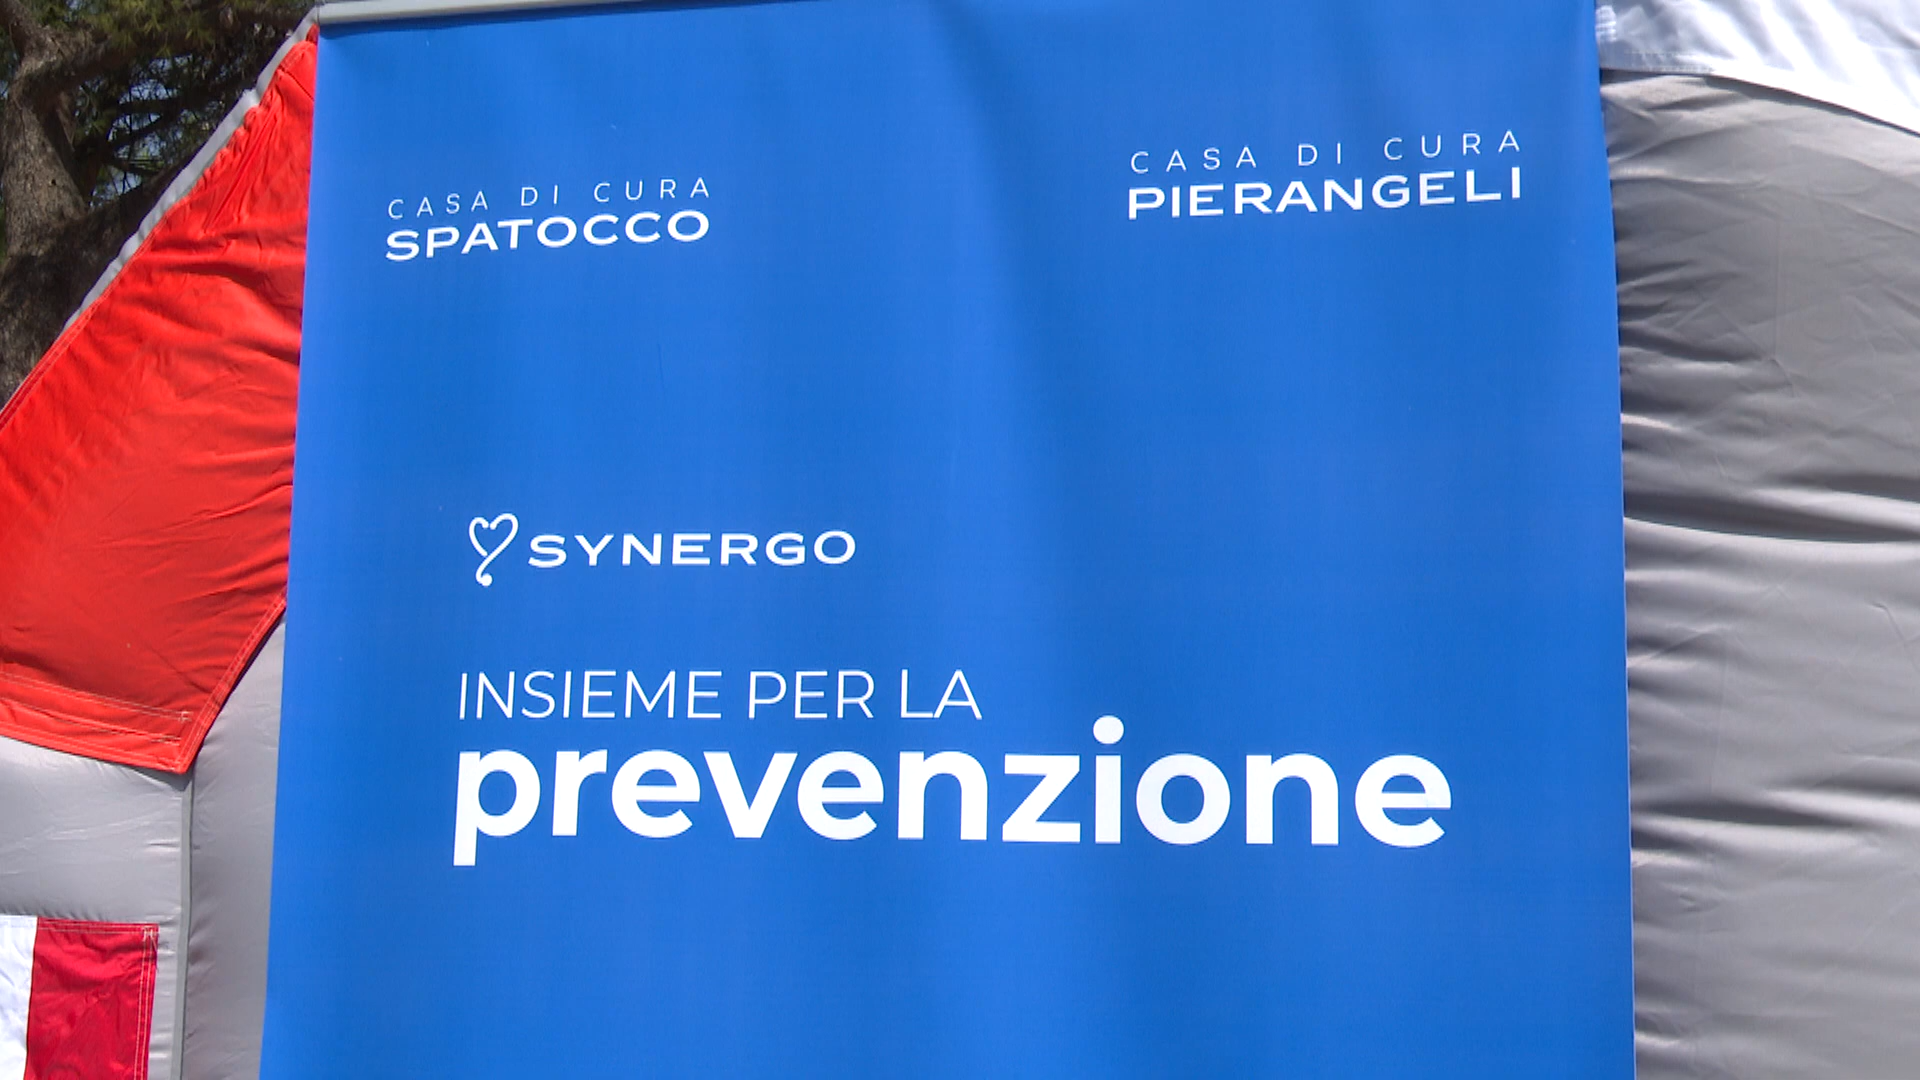 CASA DI CURA
SPATOCCO
CASA DI CURA
PIERANGELI
SYNERGO
INSIEME PER LA
prevenzione